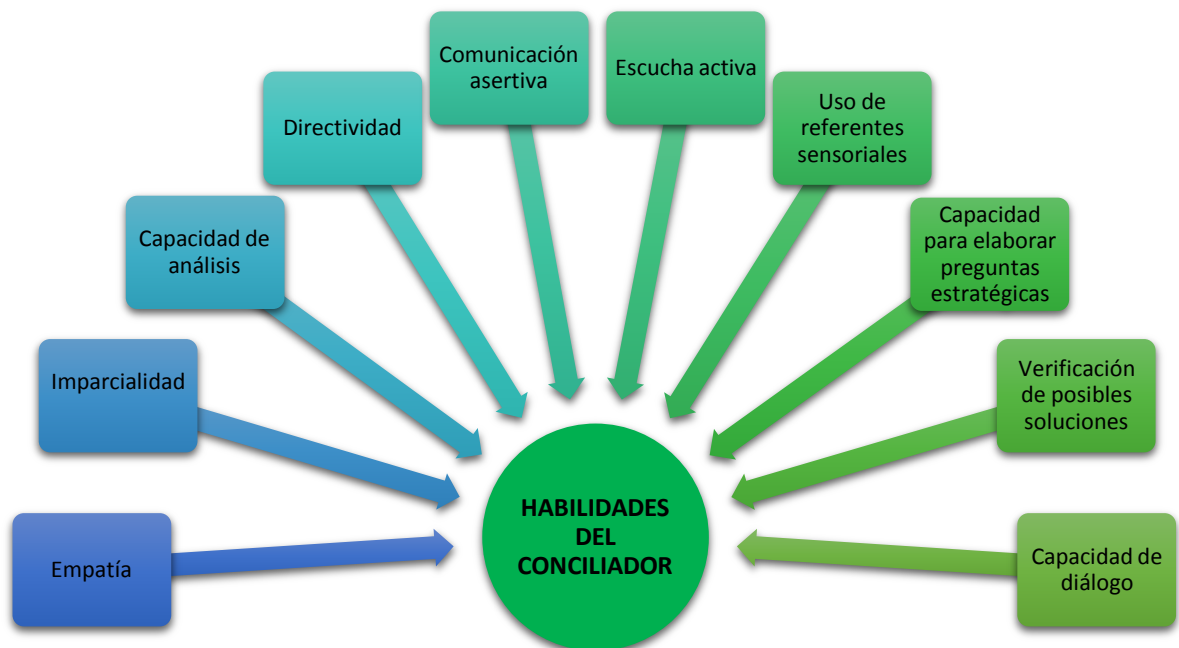 Empatía
Imparcialidad
Capacidad de
análisis
Directividad
Comunicación
asertiva
Escucha activa
Uso de
referentes
sensoriales
Capacidad
para elaborar
preguntas
estratégicas
Verificación
de posibles
soluciones
Capacidad de
diálogo
HABILIDADES
DEL
CONCILIADOR